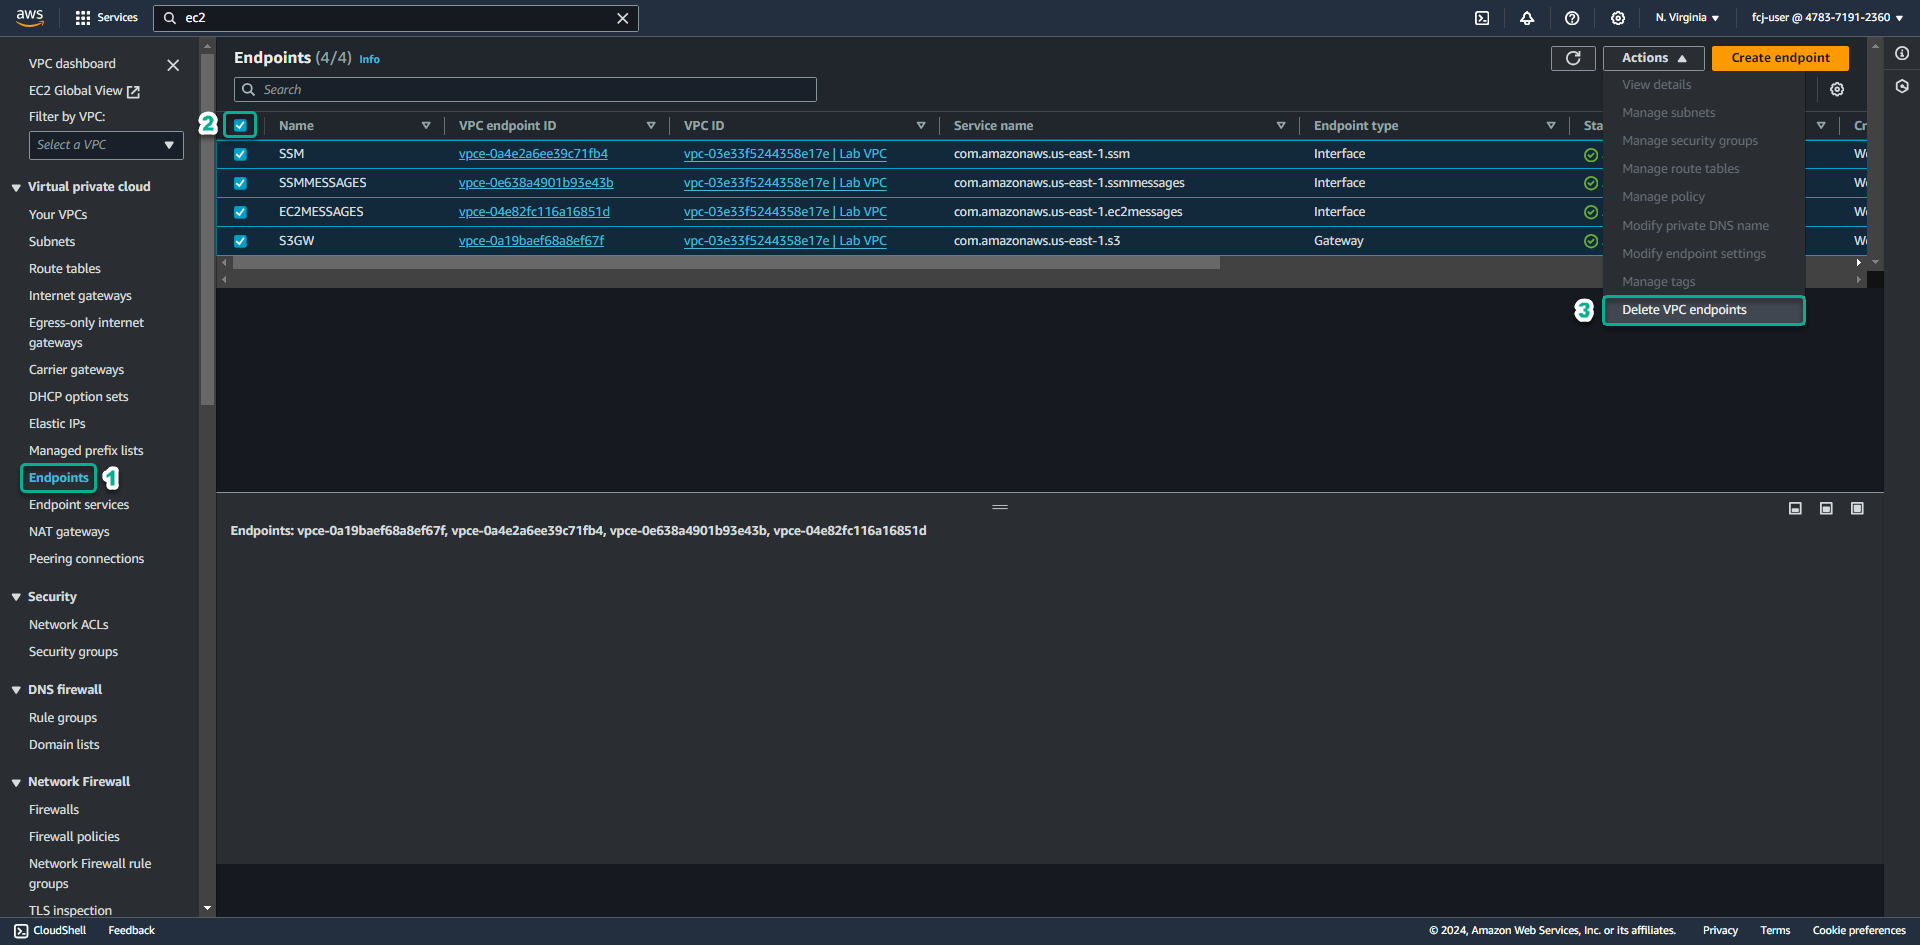 aws
Services
ec2
N. Virginia
fcj-user @ 4783-7191-2360
VPC dashboard
EC2 Global View
Filter by VPC:
Select a VPC
Virtual private cloud
Your VPCs
Subnets
Route tables
Internet gateways
Egress-only internet
gateways
Carrier gateways
DHCP option sets
Elastic IPs
Managed prefix lists
Endpoints
1
Endpoint services
NAT gateways
Peering connections
Security
Network ACLs
Security groups
DNS firewall
Rule groups
Domain lists
Network Firewall
Firewalls
Firewall policies
Network Firewall rule
groups
TLS inspection
Endpoints (4/4) Info
Actions
Create endpoint
Search
2
Name VPC endpoint ID VPC ID Service name Endpoint type Sta Cr
SSM vpce-0a4e2a6ee39c71fb4 vpc-03e33f5244358e17e | Lab VPC com.amazonaws.us-east-1.ssm Interface We
SSMMESSAGES vpce-0e638a4901b93e43b vpc-03e33f5244358e17e | Lab VPC com.amazonaws.us-east-1.ssmmessages Interface We
EC2MESSAGES vpce-04e82fc116a16851d vpc-03e33f5244358e17e | Lab VPC com.amazonaws.us-east-1.ec2messages Interface We
S3GW vpce-0a19baef68a8ef67f vpc-03e33f5244358e17e | Lab VPC com.amazonaws.us-east-1.s3 Gateway We
View details
Manage subnets
Manage security groups
Manage route tables
Manage policy
Modify private DNS name
Modify endpoint settings
Manage tags
3
Delete VPC endpoints
Endpoints: vpce-0a19baef68a8ef67f, vpce-0a4e2a6ee39c71fb4, vpce-0e638a4901b93e43b, vpce-04e82fc116a16851d
CloudShell
Feedback
© 2024, Amazon Web Services, Inc. or its affiliates.
Privacy
Terms
Cookie preferences